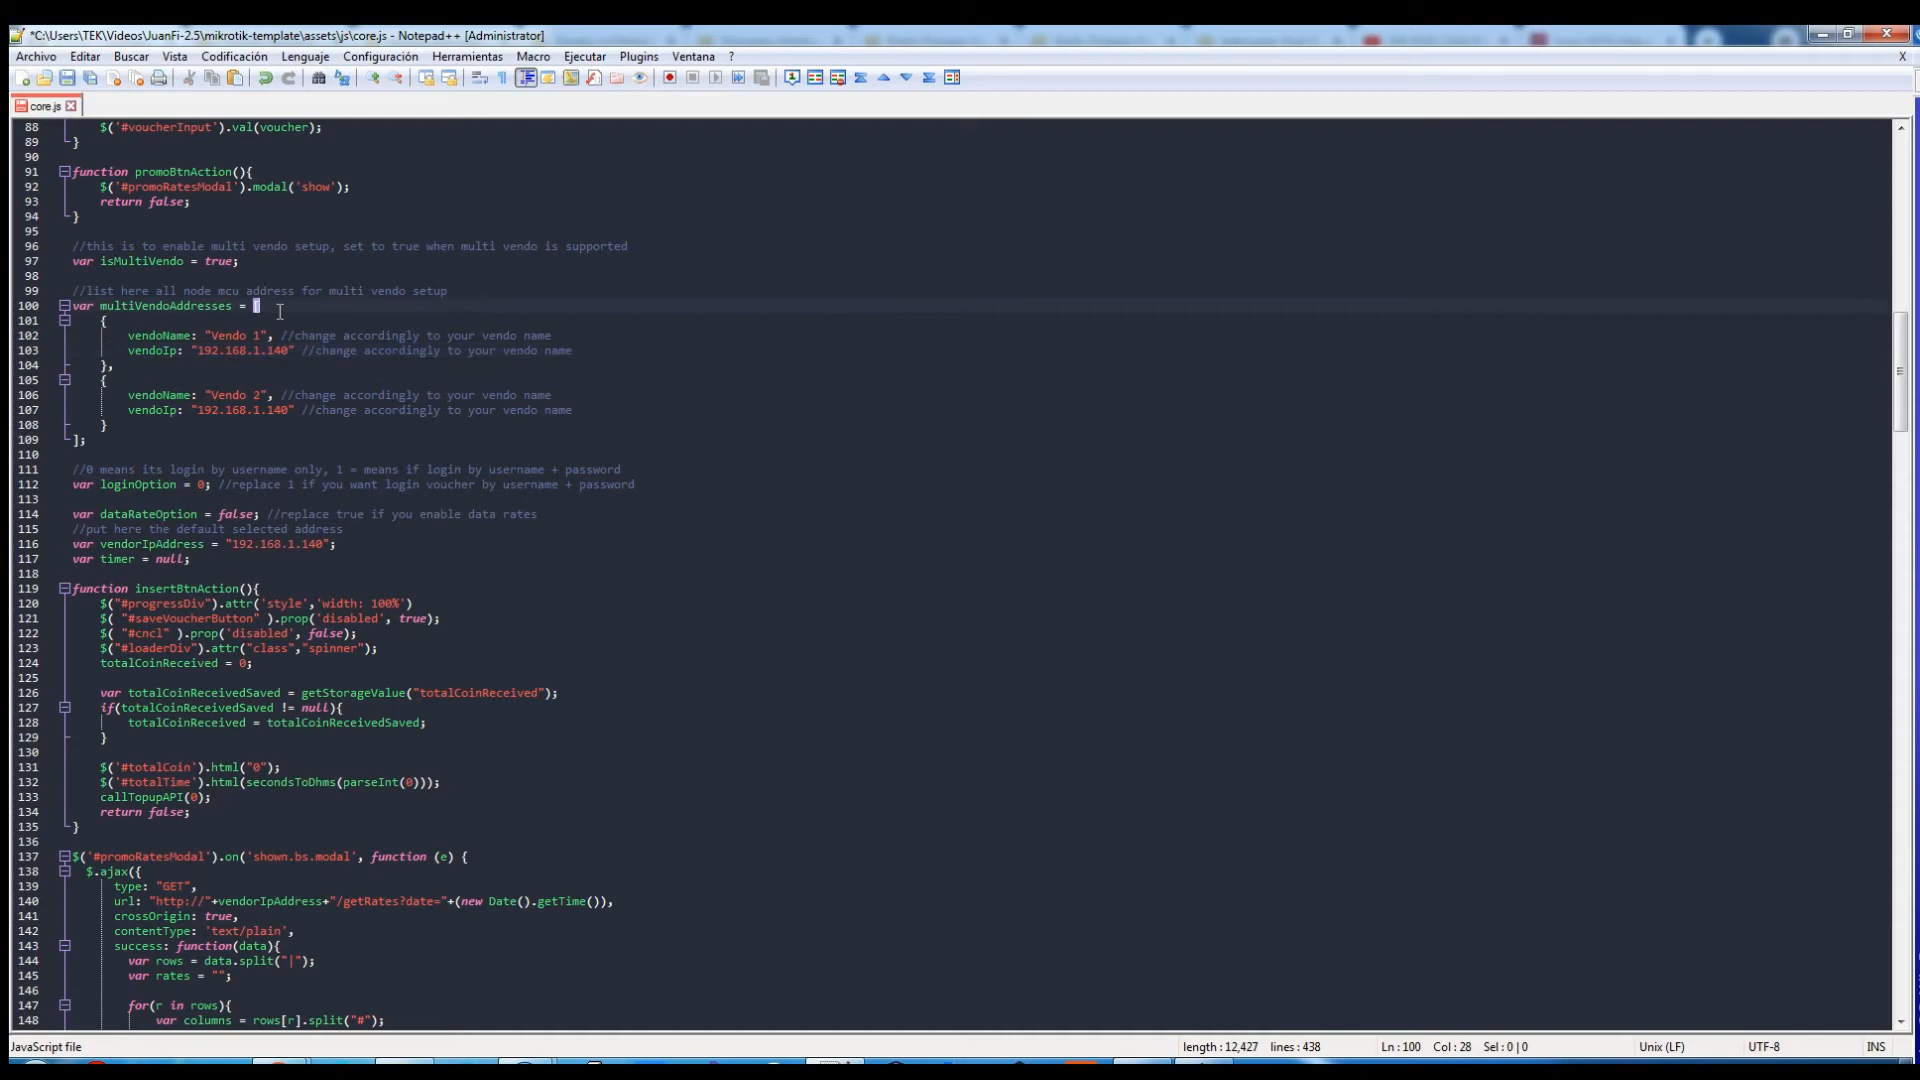 *C:\Users\TEK\Videos\JuanFi-2.5\mikrotik-template\assets\js\core.js - Notepad++ [Administrator]
Archivo Editar Buscar Vista Codificación Lenguaje Configuración Herramientas Macro Ejecutar Plugins Ventana ? X
core.js
88 $('#voucherInput').val(voucher);
89 }
90
91 function promoBtnAction(){
92 $('#promoRatesModal').modal('show');
93 return false;
94 }
95
96 //this is to enable multi vendo setup, set to true when multi vendo is supported
97 var isMultiVendo = true;
98
99 //list here all node mcu address for multi vendo setup
100 var multiVendoAddresses = [
101 {
102 vendoName: "Vendo 1", //change accordingly to your vendo name
103 vendoIp: "192.168.1.140" //change accordingly to your vendo name
104 },
105 {
106 vendoName: "Vendo 2", //change accordingly to your vendo name
107 vendoIp: "192.168.1.140" //change accordingly to your vendo name
108 }
109 ];
110
111 //0 means its login by username only, 1 = means if login by username + password
112 var loginOption = 0; //replace 1 if you want login voucher by username + password
113
114 var dataRateOption = false; //replace true if you enable data rates
115 //put here the default selected address
116 var vendorIpAddress = "192.168.1.140";
117 var timer = null;
118
119 function insertBtnAction(){
120 $("#progressDiv").attr('style','width: 100%')
121 $( "#saveVoucherButton" ).prop('disabled', true);
122 $( "#cncl" ).prop('disabled', false);
123 $("#loaderDiv").attr("class","spinner");
124 totalCoinReceived = 0;
125
126 var totalCoinReceivedSaved = getStorageValue("totalCoinReceived");
127 if(totalCoinReceivedSaved != null){
128 totalCoinReceived = totalCoinReceivedSaved;
129 }
130
131 $('#totalCoin').html("0");
132 $('#totalTime').html(secondsToDhms(parseInt(0)));
133 callTopupAPI(0);
134 return false;
135 }
136
137 $('#promoRatesModal').on('shown.bs.modal', function (e) {
138 $.ajax({
139 type: "GET",
140 url: "http://"+vendorIpAddress+"/getRates?date="+(new Date().getTime()),
141 crossOrigin: true,
142 contentType: 'text/plain',
143 success: function(data){
144 var rows = data.split("|");
145 var rates = "";
146
147 for(r in rows){
148 var columns = rows[r].split("#");
JavaScript file length : 12,427 lines : 438 Ln : 100 Col : 28 Sel : 0 | 0 Unix (LF) UTF-8 INS